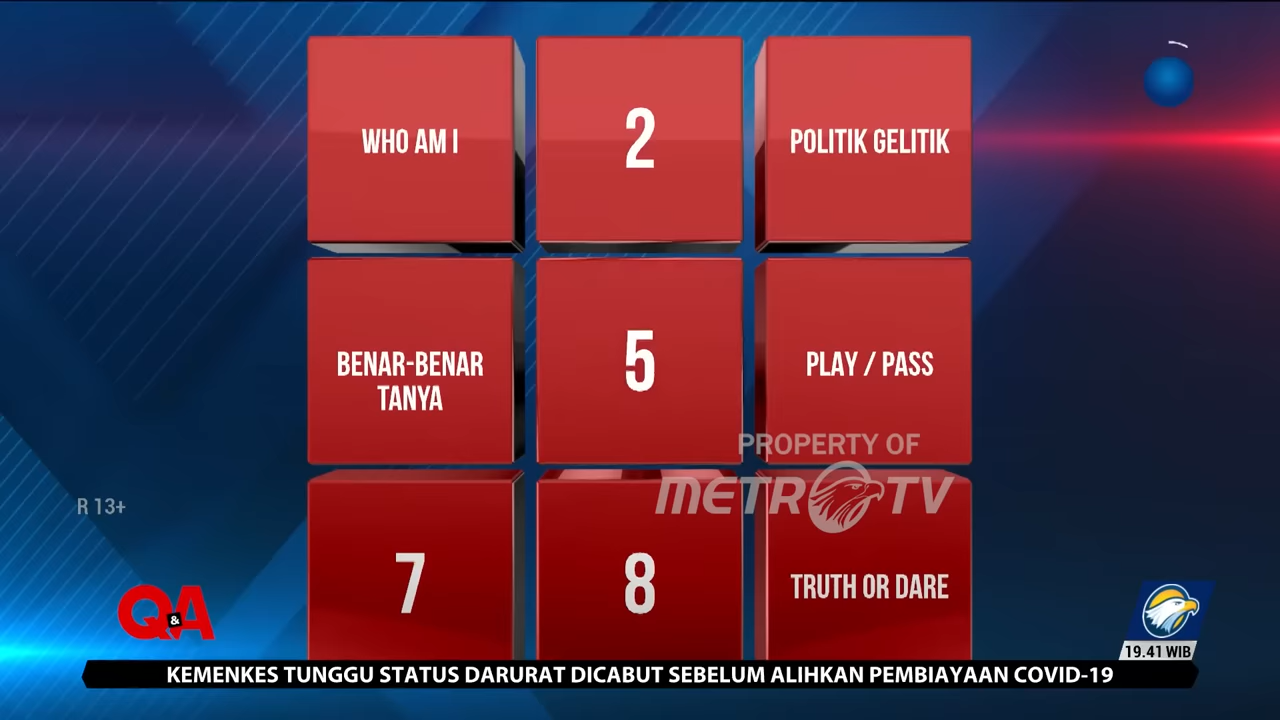 WHO AM I
2
POLITIK GELITIK
BENAR-BENAR
TANYA
5
PLAY / PASS
PROPERTY OF
METRO TV
R 13+
7
8
TRUTH OR DARE
Q&A
19.41 WIB
KEMENKES TUNGGU STATUS DARURAT DICABUT SEBELUM ALIHKAN PEMBIAYAAN COVID-19